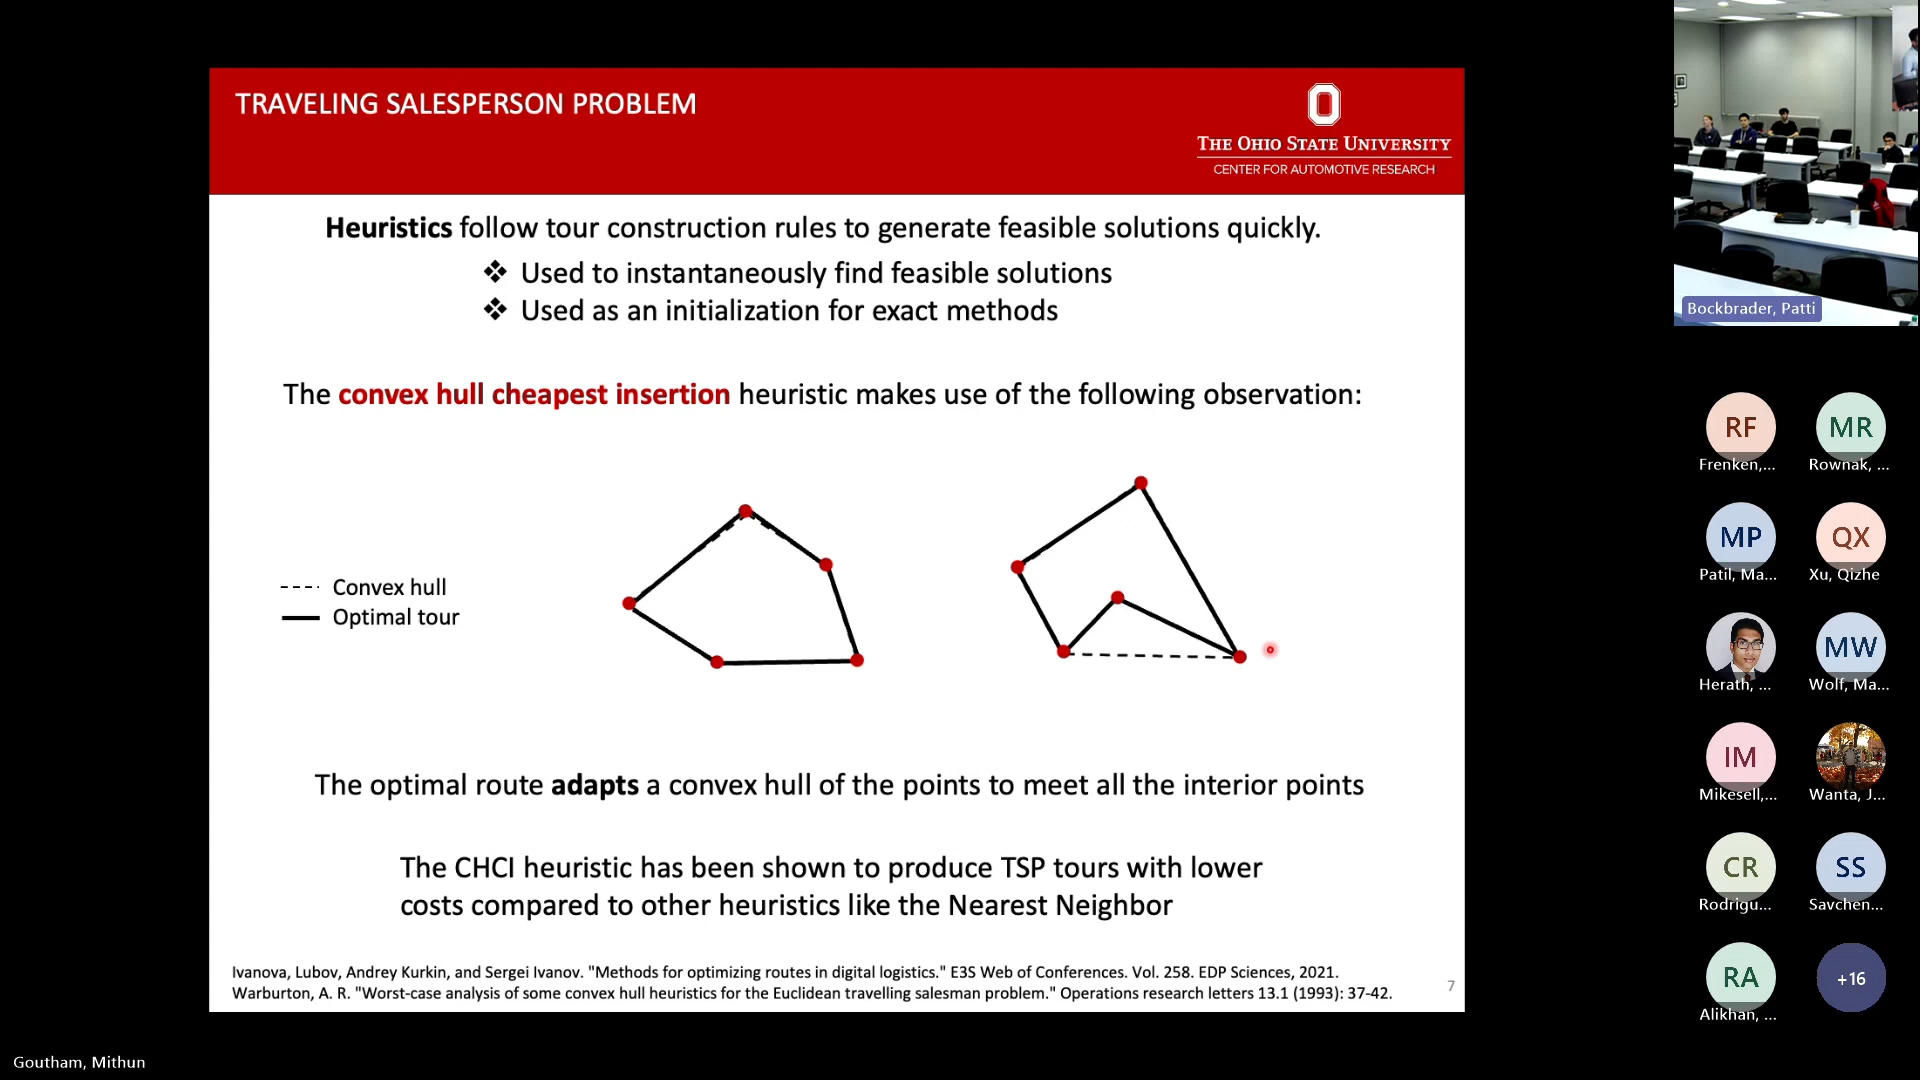 TRAVELING SALESPERSON PROBLEM
THE OHIO STATE UNIVERSITY
CENTER FOR AUTOMOTIVE RESEARCH
Heuristics follow tour construction rules to generate feasible solutions quickly.
❖ Used to instantaneously find feasible solutions
❖ Used as an initialization for exact methods
The convex hull cheapest insertion heuristic makes use of the following observation:
Convex hull
Optimal tour
The optimal route adapts a convex hull of the points to meet all the interior points
The CHCI heuristic has been shown to produce TSP tours with lower
costs compared to other heuristics like the Nearest Neighbor
Ivanova, Lubov, Andrey Kurkin, and Sergei Ivanov. "Methods for optimizing routes in digital logistics." E3S Web of Conferences. Vol. 258. EDP Sciences, 2021.
Warburton, A. R. "Worst-case analysis of some convex hull heuristics for the Euclidean travelling salesman problem." Operations research letters 13.1 (1993): 37-42.
7
Goutham, Mithun
Bockbrader, Patti
RF
Frenken,...
MR
Rownak, ...
MP
Patil, Ma...
QX
Xu, Qizhe
Herath, ...
MW
Wolf, Ma...
IM
Mikesell,...
Wanta, J...
CR
Rodrigu...
SS
Savchen...
RA
Alikhan, ...
+16